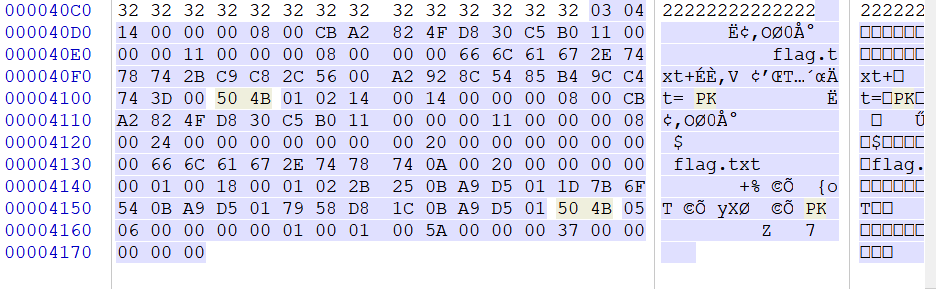 000040C0 32 32 32 32 32 32 32 32 32 32 32 32 32 32 03 04 22222222222222 2222222
000040D0 14 00 00 00 08 00 CB A2 82 4F D8 30 C5 B0 11 00 Ë¢‚OØ0Å°
000040E0 00 00 11 00 00 00 08 00 00 00 66 6C 61 67 2E 74 flag.t
000040F0 78 74 2B C9 C8 2C 56 00 A2 92 8C 54 85 B4 9C C4 xt+ÉÈ,V ¢’ŒT…´œÄ xt+
00004100 74 3D 00 50 4B 01 02 14 00 14 00 00 00 08 00 CB t= PK Ë t= PK
00004110 A2 82 4F D8 30 C5 B0 11 00 00 00 11 00 00 00 08 ¢‚OØ0Å°
00004120 00 24 00 00 00 00 00 00 00 20 00 00 00 00 00 00 $ $
00004130 00 66 6C 61 67 2E 74 78 74 0A 00 20 00 00 00 00 flag.txt flag
00004140 00 01 00 18 00 01 02 2B 25 0B A9 D5 01 1D 7B 6F +% ©Õ {o
00004150 54 0B A9 D5 01 79 58 D8 1C 0B A9 D5 01 50 4B 05 T ©Õ yXØ ©Õ PK T
00004160 06 00 00 00 00 01 00 01 00 5A 00 00 00 37 00 00 Z 7
00004170 00 00 00